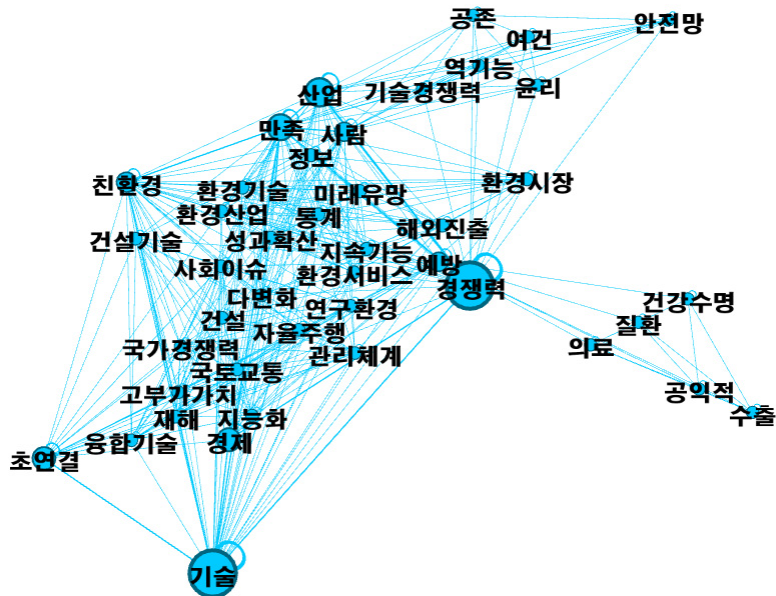 공존
안전망
여건
역기능
산업
기술경쟁력
윤리
만족
사람
정보
친환경
환경기술
미래유망
환경시장
환경산업
통계
건설기술
성과확산
해외진출
지속가능
사회이슈
환경서비스
예방
다변화
경쟁력
연구환경
건강수명
건설
자율주행
질환
국가경쟁력
관리체계
의료
국토교통
고부가가치
공익적
재해
지능화
수출
융합기술
경제
초연결
기술